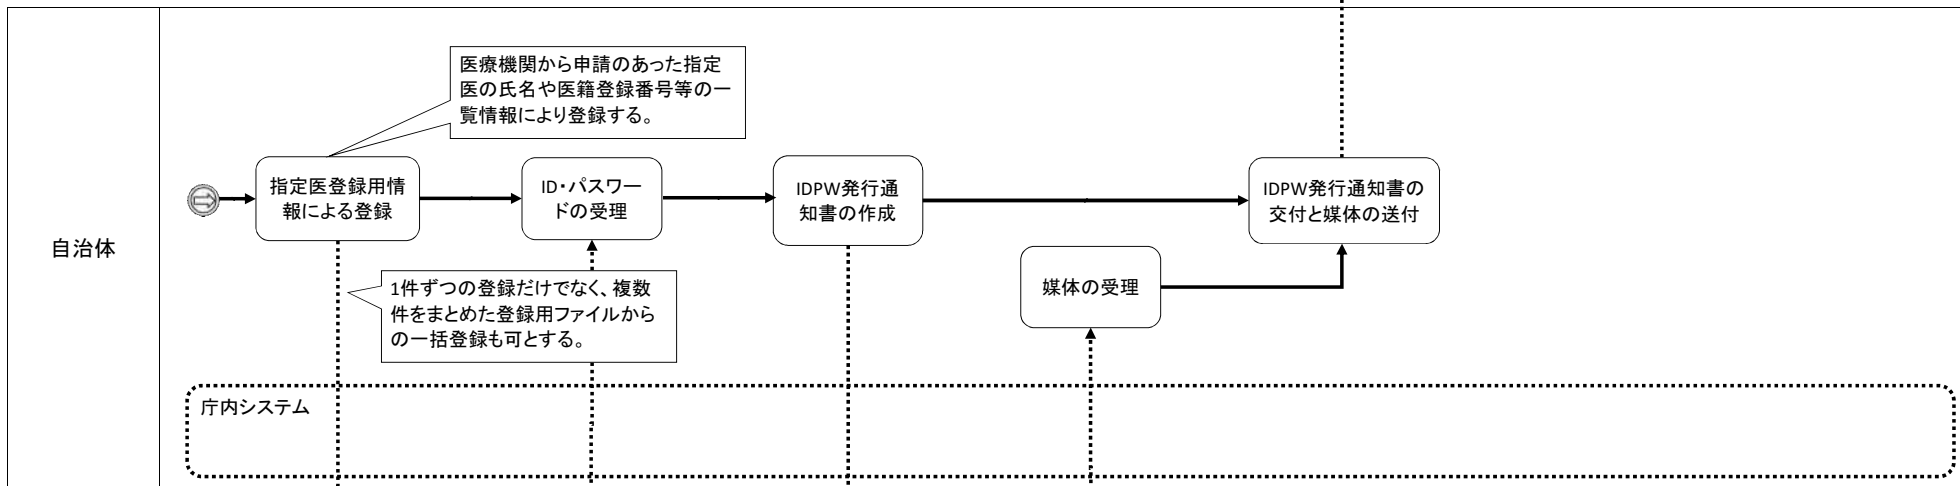 自治体
医療機関から申請のあった指定
医の氏名や医籍登録番号等の一
覧情報により登録する。
指定医登録用情
報による登録
ID・パスワー
ドの受理
IDPW発行通
知書の作成
IDPW発行通知書の
交付と媒体の送付
媒体の受理
1件ずつの登録だけでなく、複数
件をまとめた登録用ファイルから
の一括登録も可とする。
庁内システム